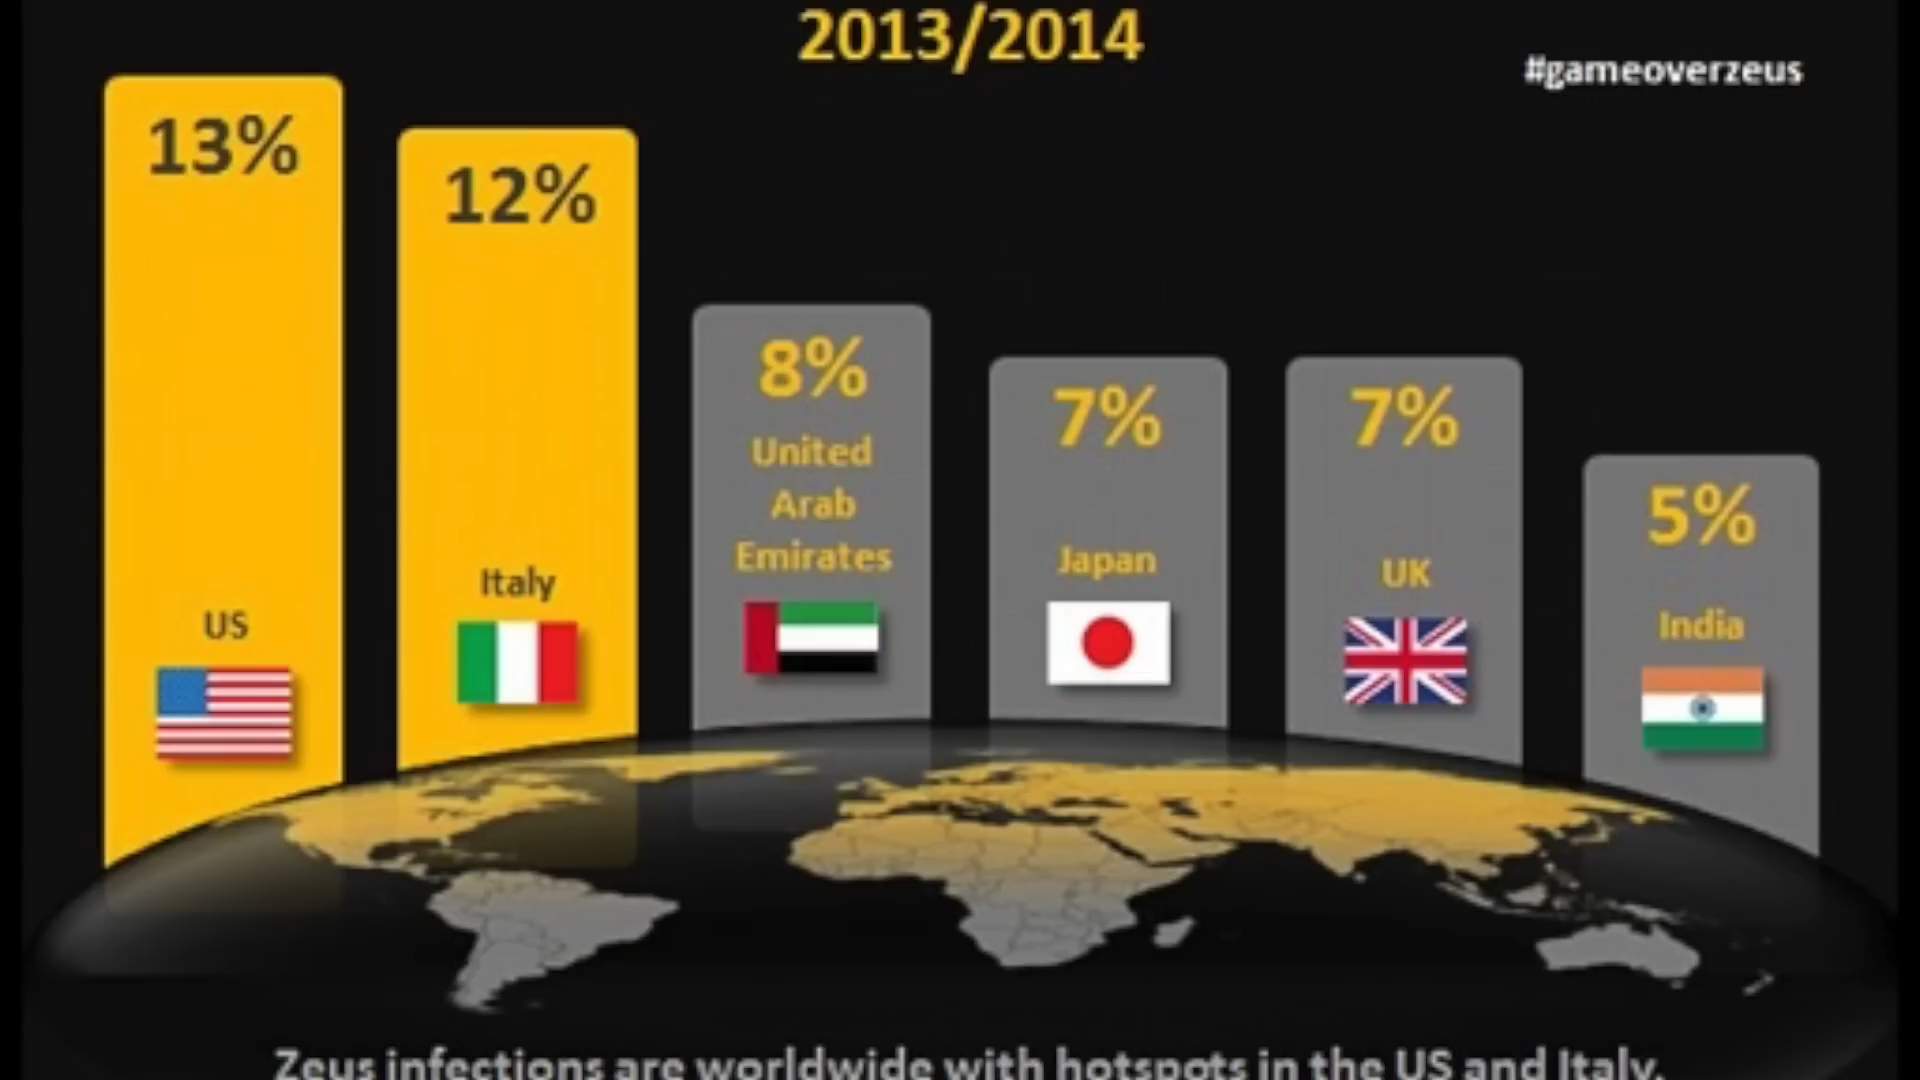 2013/2014
#gameoverzeus
13%
US
12%
Italy
8%
United
Arab
Emirates
7%
Japan
7%
UK
5%
India
Zeus infections are worldwide with hotspots in the US and Italy.